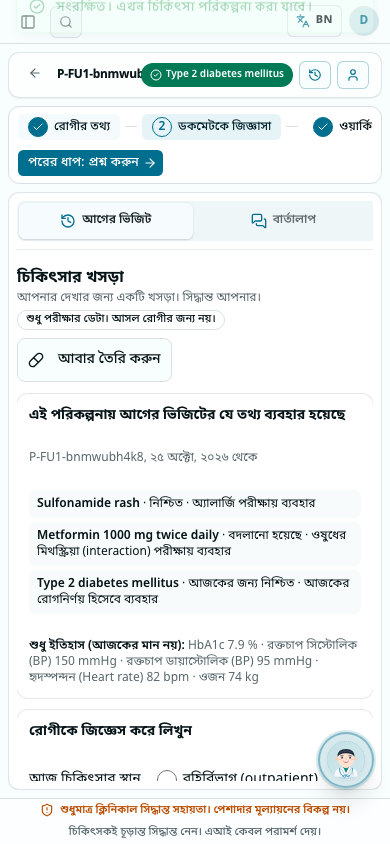 সংরক্ষিত। এখন চিকিৎসা পরিকল্পনা করা যাবে।
BN
D
P-FU1-bnmwub
Type 2 diabetes mellitus
রোগীর তথ্য
2 ডকমেটকে জিজ্ঞাসা
ওয়ার্কি
পরের ধাপ: প্রশ্ন করুন
আগের ভিজিট
বার্তালাপ
চিকিৎসার খসড়া
আপনার দেখার জন্য একটি খসড়া। সিদ্ধান্ত আপনার।
শুধু পরীক্ষার ডেটা। আসল রোগীর জন্য নয়।
আবার তৈরি করুন
এই পরিকল্পনায় আগের ভিজিটের যে তথ্য ব্যবহার হয়েছে
P-FU1-bnmwubh4k8, ২৫ অক্টো, ২০২৬ থেকে
Sulfonamide rash · নিশ্চিত · অ্যালার্জি পরীক্ষায় ব্যবহার
Metformin 1000 mg twice daily · বদলানো হয়েছে · ওষুধের
মিথস্ক্রিয়া (interaction) পরীক্ষায় ব্যবহার
Type 2 diabetes mellitus · আজকের জন্য নিশ্চিত · আজকের
রোগনির্ণয় হিসেবে ব্যবহার
শুধু ইতিহাস (আজকের মান নয়): HbA1c 7.9 % · রক্তচাপ সিস্টোলিক
(BP) 150 mmHg · রক্তচাপ ডায়াস্টোলিক (BP) 95 mmHg ·
হৃদস্পন্দন (Heart rate) 82 bpm · ওজন 74 kg
রোগীকে জিজ্ঞেস করে লিখুন
আজ চিকিৎসার স্থান
বহির্বিভাগ (outpatient)
শুধুমাত্র ক্লিনিকাল সিদ্ধান্ত সহায়তা। পেশাদার মূল্যায়নের বিকল্প নয়।
চিকিৎসকই চূড়ান্ত সিদ্ধান্ত নেন। এআই কেবল পরামর্শ দেয়।